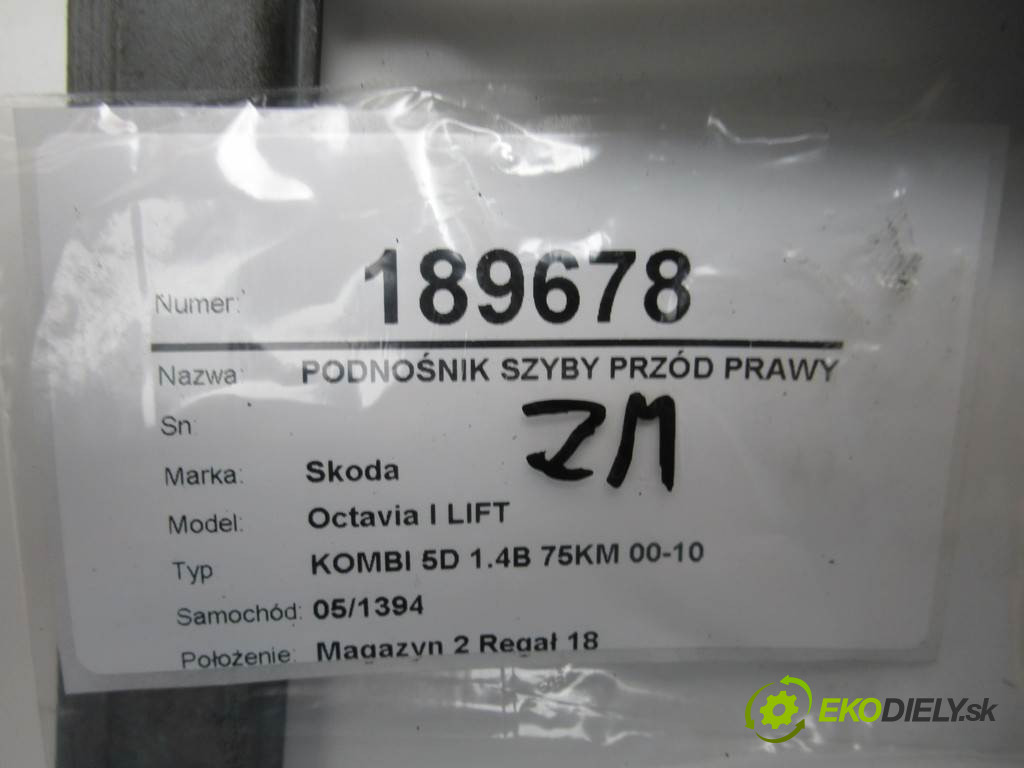 Numer: 189678
Nazwa: PODNOŚNIK SZYBY PRZÓD PRAWY
Sn:
ZM
Marka: Skoda
Model: Octavia I LIFT
Typ KOMBI 5D 1.4B 75KM 00-10
Samochód: 05/1394
Położenie: Magazyn 2 Regał 18
EKODIELY.sk